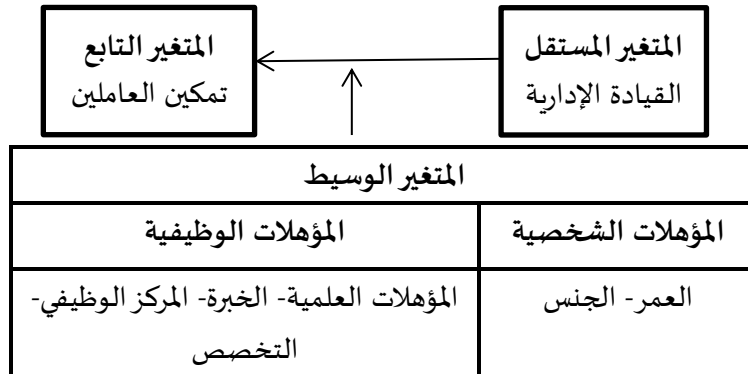 المتغير المستقل
القيادة الإدارية
المتغير التابع
تمكين العاملين
المتغير الوسيط
المؤهلات الشخصية
المؤهلات الوظيفية
العمر- الجنس
المؤهلات العلمية- الخبرة- المركز الوظيفي-
التخصص